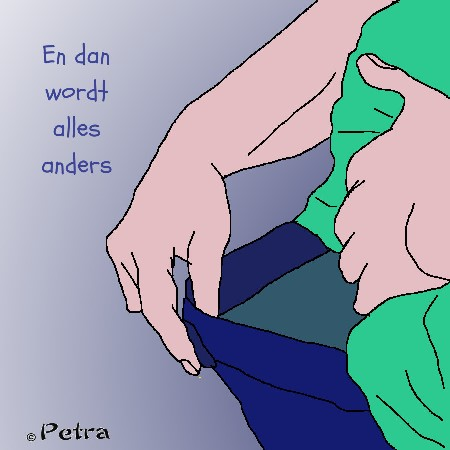 En dan
wordt
alles
anders
© Petra